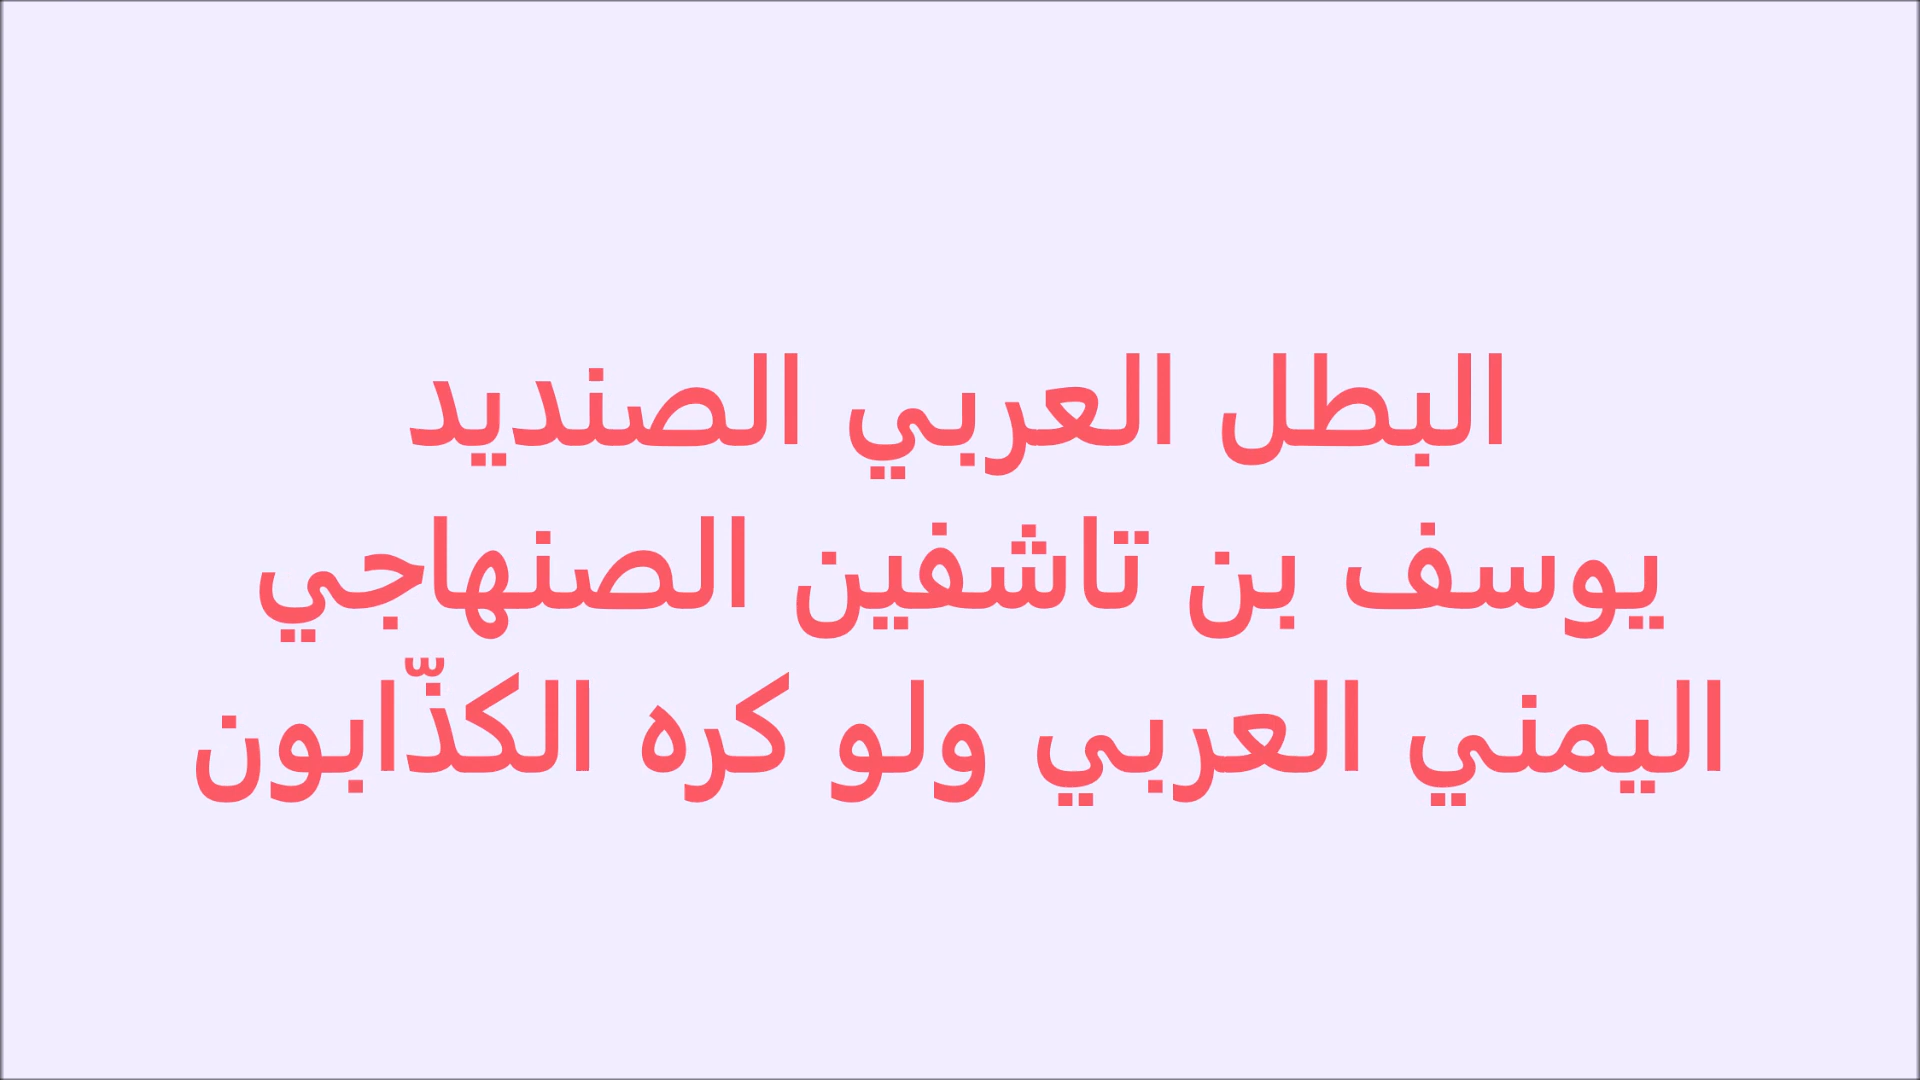 البطل العربي الصنديد
يوسف بن تاشفين الصنهاجي
اليمني العربي ولو كره الكذّابون